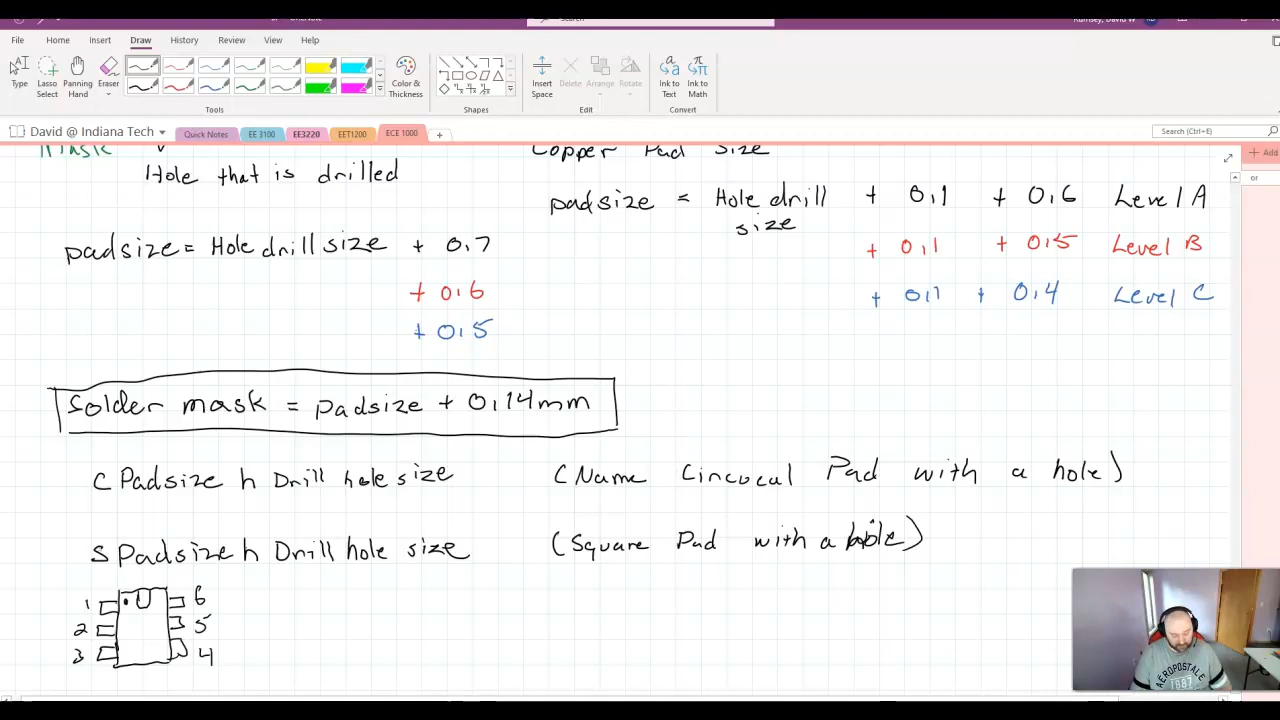 File Home Insert Draw History Review View Help
Type Lasso Select Panning Hand Eraser Color & Thickness Insert Space Delete Arrange Rotate Ink to Text Ink to Math
Tools Shapes Edit Convert
David @ Indiana Tech Quick Notes EE 3100 EE3220 EET1200 ECE 1000 + Search (Ctrl+E)
Add
mask
Copper Pad Size
Hole that is drilled
padsize = Hole drill size + 0.1 + 0.6 Level A
+ 0.1 + 0.5 Level B
+ 0.1 + 0.4 Level C
padsize = Hole drill size + 0.7
+ 0.6
+ 0.5
Solder mask = padsize + 0.14mm
C Padsize h Drill hole size (Name Circucal Pad with a hole)
S Padsize h Drill hole size (Square Pad with a hole)
1 6
2 5
3 4
AÉROPOSTALE
1987